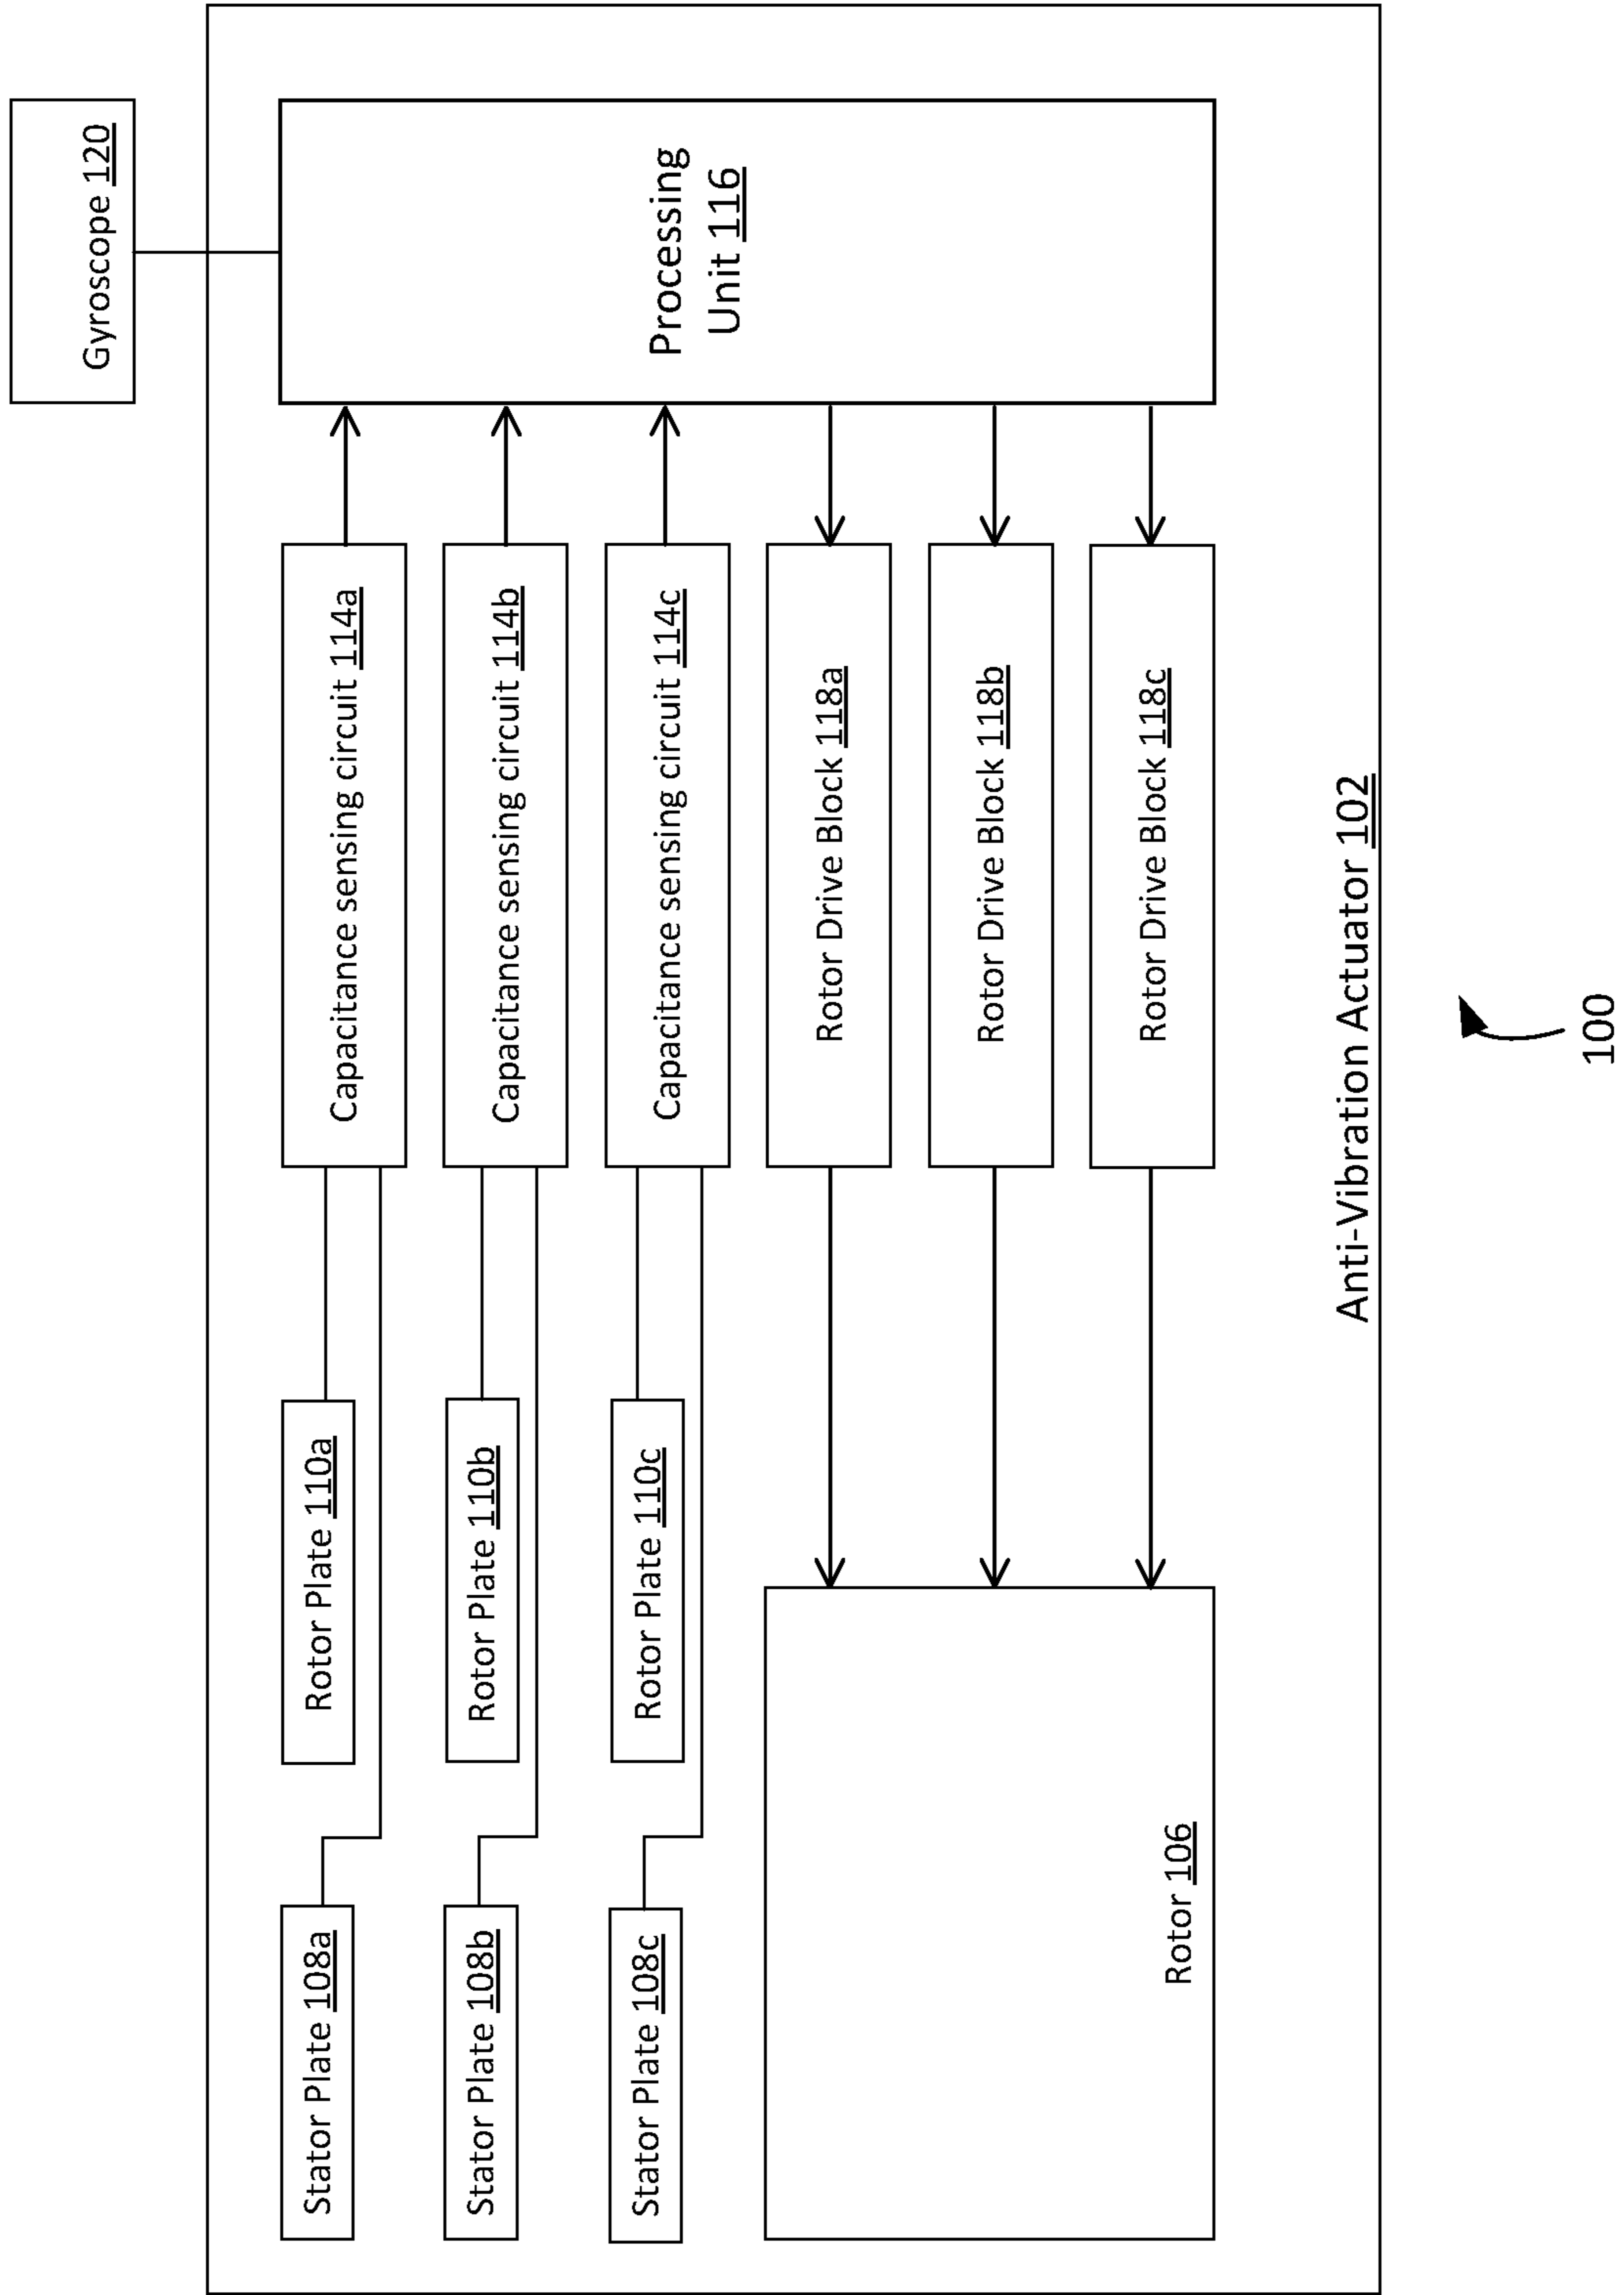 Gyroscope 120
Processing
Unit 116
Capacitance sensing circuit 114a
Capacitance sensing circuit 114b
Capacitance sensing circuit 114c
Rotor Drive Block 118a
Rotor Drive Block 118b
Rotor Drive Block 118c
Rotor Plate 110a
Rotor Plate 110b
Rotor Plate 110c
Stator Plate 108a
Stator Plate 108b
Stator Plate 108c
Rotor 106
Anti-Vibration Actuator 102
100